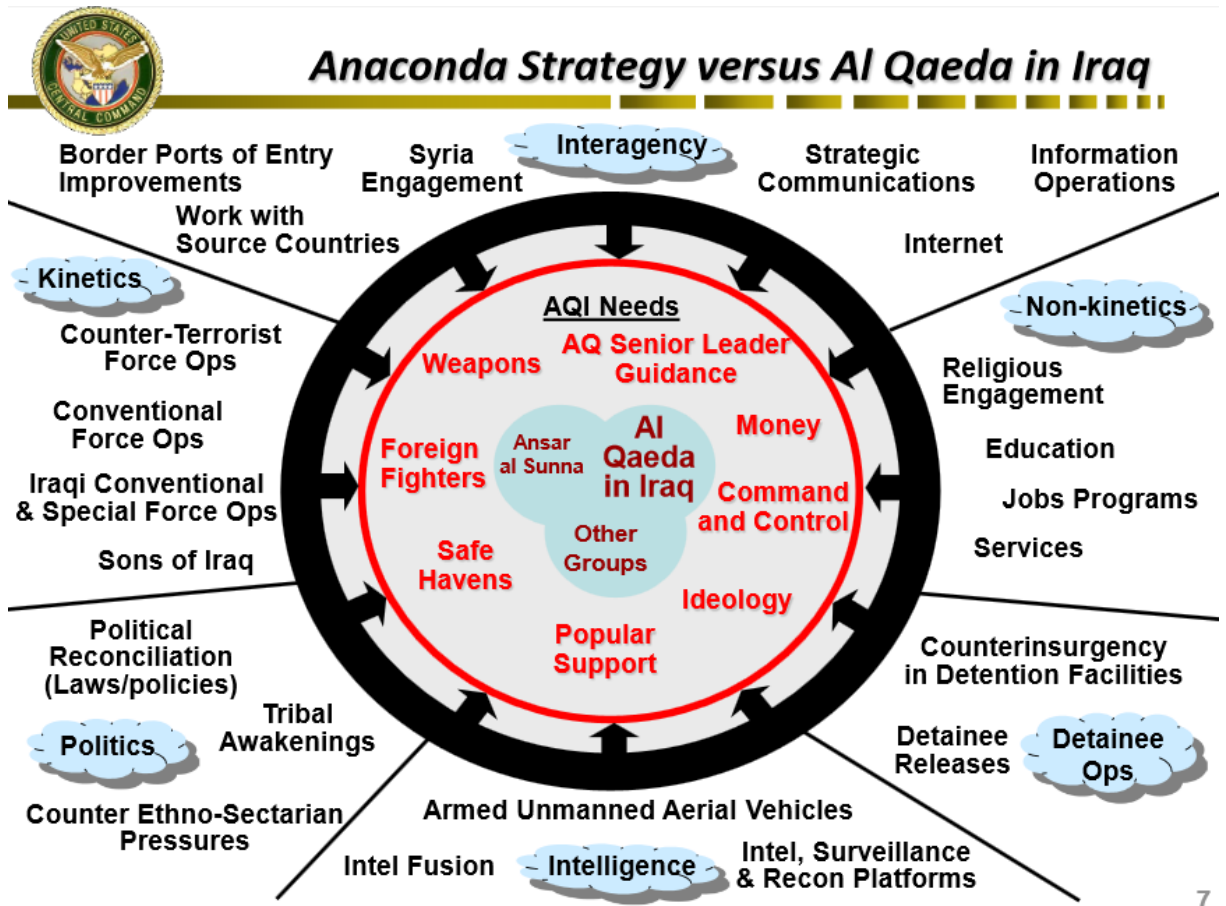 UNITED STATES
CENTRAL COMMAND
Anaconda Strategy versus Al Qaeda in Iraq
Interagency
Border Ports of Entry
Improvements
Work with
Source Countries
Syria
Engagement
Strategic
Communications
Information
Operations
Internet
Kinetics
Counter-Terrorist
Force Ops
Conventional
Force Ops
Iraqi Conventional
& Special Force Ops
Sons of Iraq
AQI Needs
Weapons
AQ Senior Leader
Guidance
Foreign
Fighters
Money
Ansar
al Sunna
Al
Qaeda
in Iraq
Other
Groups
Command
and Control
Safe
Havens
Ideology
Popular
Support
Non-kinetics
Religious
Engagement
Education
Jobs Programs
Services
Political
Reconciliation
(Laws/policies)
Tribal
Awakenings
Politics
Counter Ethno-Sectarian
Pressures
Armed Unmanned Aerial Vehicles
Intel Fusion
Intelligence
Intel, Surveillance
& Recon Platforms
Counterinsurgency
in Detention Facilities
Detainee
Releases
Detainee
Ops
7